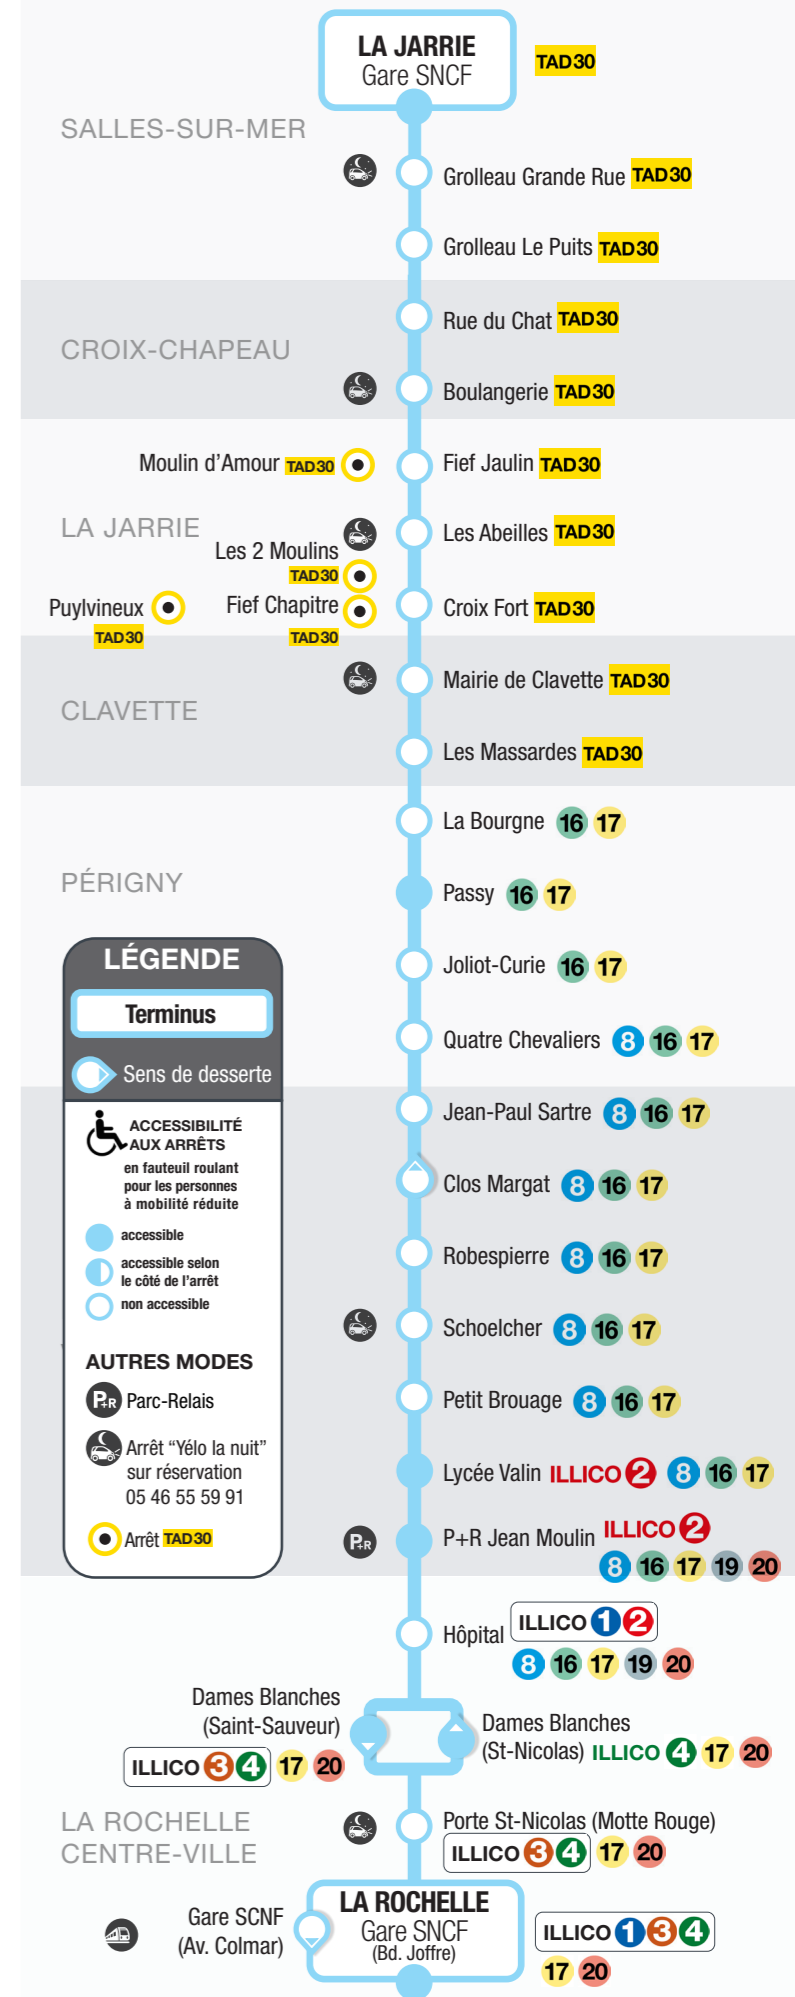 LA JARRIE
Gare SNCF
TAD30
SALLES-SUR-MER
Grolleau Grande Rue TAD30
Grolleau Le Puits TAD30
CROIX-CHAPEAU
Rue du Chat TAD30
Boulangerie TAD30
Moulin d'Amour TAD30
Fief Jaulin TAD30
LA JARRIE
Les Abeilles TAD30
Les 2 Moulins
TAD30
Puylvineux
TAD30
Fief Chapitre
TAD30
Croix Fort TAD30
CLAVETTE
Mairie de Clavette TAD30
Les Massardes TAD30
PÉRIGNY
La Bourgne 16 17
Passy 16 17
Joliot-Curie 16 17
Quatre Chevaliers 8 16 17
Jean-Paul Sartre 8 16 17
Clos Margat 8 16 17
Robespierre 8 16 17
Schoelcher 8 16 17
Petit Brouage 8 16 17
Lycée Valin ILLICO 2 8 16 17
P+R
P+R Jean Moulin ILLICO 2
8 16 17 19 20
LÉGENDE
Terminus
Sens de desserte
ACCESSIBILITÉ
AUX ARRÊTS
en fauteuil roulant
pour les personnes
à mobilité réduite
accessible
accessible selon
le côté de l'arrêt
non accessible
AUTRES MODES
P+R Parc-Relais
Arrêt "Yélo la nuit"
sur réservation
05 46 55 59 91
Arrêt TAD30
Hôpital ILLICO 1 2
8 16 17 19 20
Dames Blanches
(Saint-Sauveur)
ILLICO 3 4 17 20
Dames Blanches
(St-Nicolas) ILLICO 4 17 20
LA ROCHELLE
CENTRE-VILLE
Porte St-Nicolas (Motte Rouge)
ILLICO 3 4 17 20
Gare SCNF
(Av. Colmar)
LA ROCHELLE
Gare SNCF
(Bd. Joffre)
ILLICO 1 3 4
17 20